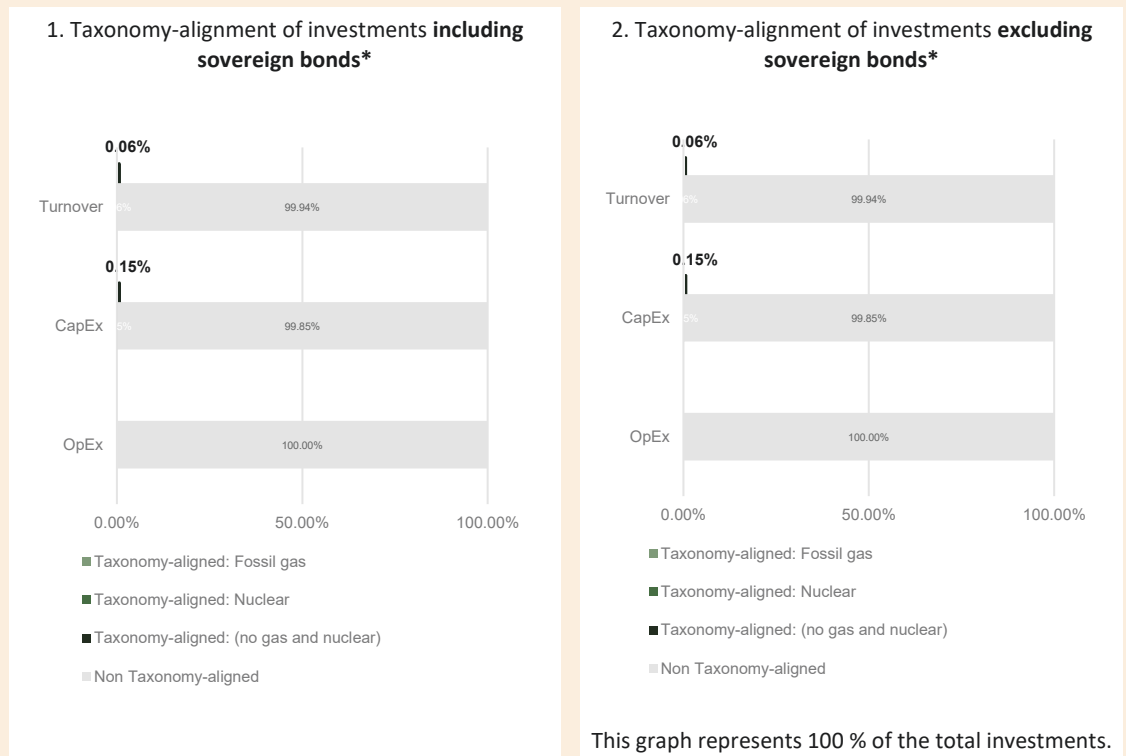 1. Taxonomy-alignment of investments including
sovereign bonds*
0.06%
Turnover
99.94%
0.15%
CapEx
99.85%
OpEx
100.00%
0.00%
50.00%
100.00%
Taxonomy-aligned: Fossil gas
Taxonomy-aligned: Nuclear
Taxonomy-aligned: (no gas and nuclear)
Non Taxonomy-aligned
2. Taxonomy-alignment of investments excluding
sovereign bonds*
0.06%
Turnover
99.94%
0.15%
CapEx
99.85%
OpEx
100.00%
0.00%
50.00%
100.00%
Taxonomy-aligned: Fossil gas
Taxonomy-aligned: Nuclear
Taxonomy-aligned: (no gas and nuclear)
Non Taxonomy-aligned
This graph represents 100 % of the total investments.